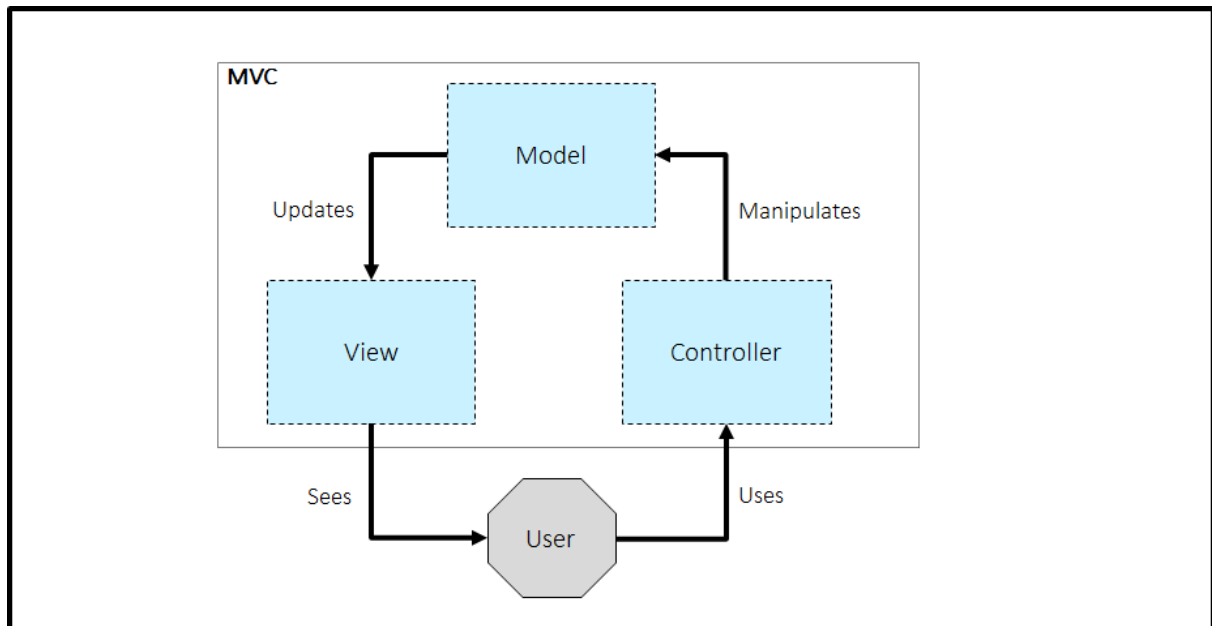 MVC
Model
Updates
Manipulates
View
Controller
Sees
Uses
User